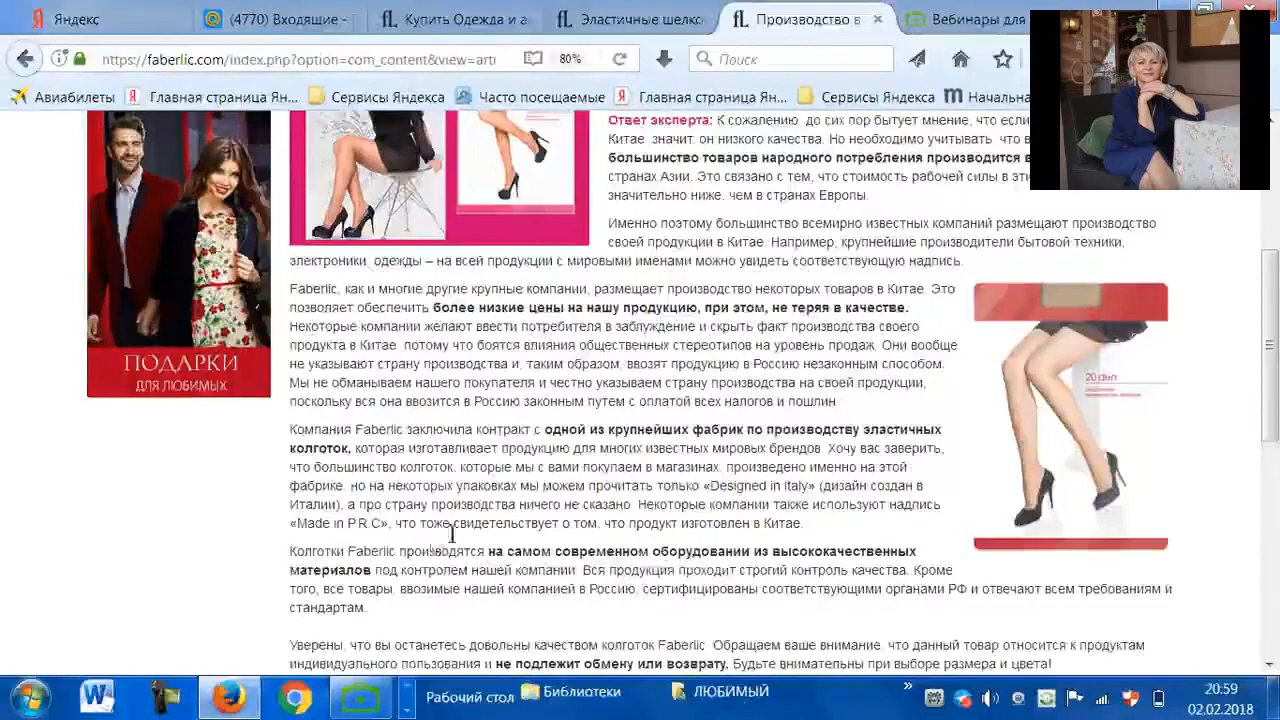 Яндекс
(4770) Входящие -
Купить Одежда и а
Эластичные шелко
Производство в
Вебинары для
https://faberlic.com/index.php?option=com_content&view=arti
80%
Поиск
Авиабилеты
Главная страница Ян...
Сервисы Яндекса
Часто посещаемые
Главная страница Ян...
Сервисы Яндекса
Начальна
Ответ эксперта: К сожалению, до сих пор бытует мнение, что если
Китае значит, он низкого качества. Но необходимо учитывать, что в
большинство товаров народного потребления производится в
странах Азии. Это связано с тем, что стоимость рабочей силы в эти
значительно ниже, чем в странах Европы.
Именно поэтому большинство всемирно известных компаний размещают производство
своей продукции в Китае. Например, крупнейшие производители бытовой техники,
электроники, одежды – на всей продукции с мировыми именами можно увидеть соответствующую надпись.
Faberlic, как и многие другие крупные компании, размещает производство некоторых товаров в Китае. Это
позволяет обеспечить более низкие цены на нашу продукцию, при этом, не теряя в качестве.
Некоторые компании желают ввести потребителя в заблуждение и скрыть факт производства своего
продукта в Китае, потому что боятся влияния общественных стереотипов на уровень продаж. Они вообще
не указывают страну производства и, таким образом, ввозят продукцию в Россию незаконным способом.
Мы не обманываем нашего покупателя и честно указываем страну производства на своей продукции,
поскольку вся она ввозится в Россию законным путем с оплатой всех налогов и пошлин.
Компания Faberlic заключила контракт с одной из крупнейших фабрик по производству эластичных
колготок, которая изготавливает продукцию для многих известных мировых брендов. Хочу вас заверить,
что большинство колготок, которые мы с вами покупаем в магазинах, произведено именно на этой
фабрике, но на некоторых упаковках мы можем прочитать только «Designed in Italy» (дизайн создан в
Италии), а про страну производства ничего не сказано. Некоторые компании также используют надпись
«Made in P.R.C», что тоже свидетельствует о том, что продукт изготовлен в Китае.
Колготки Faberlic производятся на самом современном оборудовании из высококачественных
материалов под контролем нашей компании. Вся продукция проходит строгий контроль качества. Кроме
того, все товары, ввозимые нашей компанией в Россию, сертифицированы соответствующими органами РФ и отвечают всем требованиям и
стандартам.
Уверены, что вы останетесь довольны качеством колготок Faberlic. Обращаем ваше внимание, что данный товар относится к продуктам
индивидуального пользования и не подлежит обмену или возврату. Будьте внимательны при выборе размера и цвета!
ПОДАРКИ
ДЛЯ ЛЮБИМЫХ
20 den
Рабочий стол
Библиотеки
ЛЮБИМЫЙ
20:59
02.02.2018